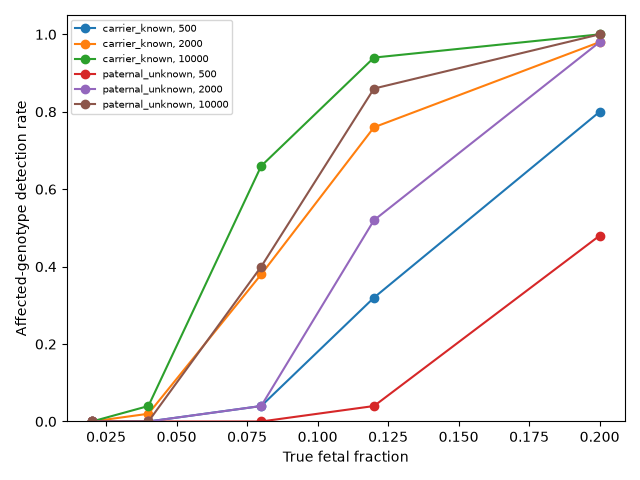 carrier_known, 500
carrier_known, 2000
carrier_known, 10000
paternal_unknown, 500
paternal_unknown, 2000
paternal_unknown, 10000
Affected-genotype detection rate
1.0
0.8
0.6
0.4
0.2
0.0
0.025 0.050 0.075 0.100 0.125 0.150 0.175 0.200
True fetal fraction